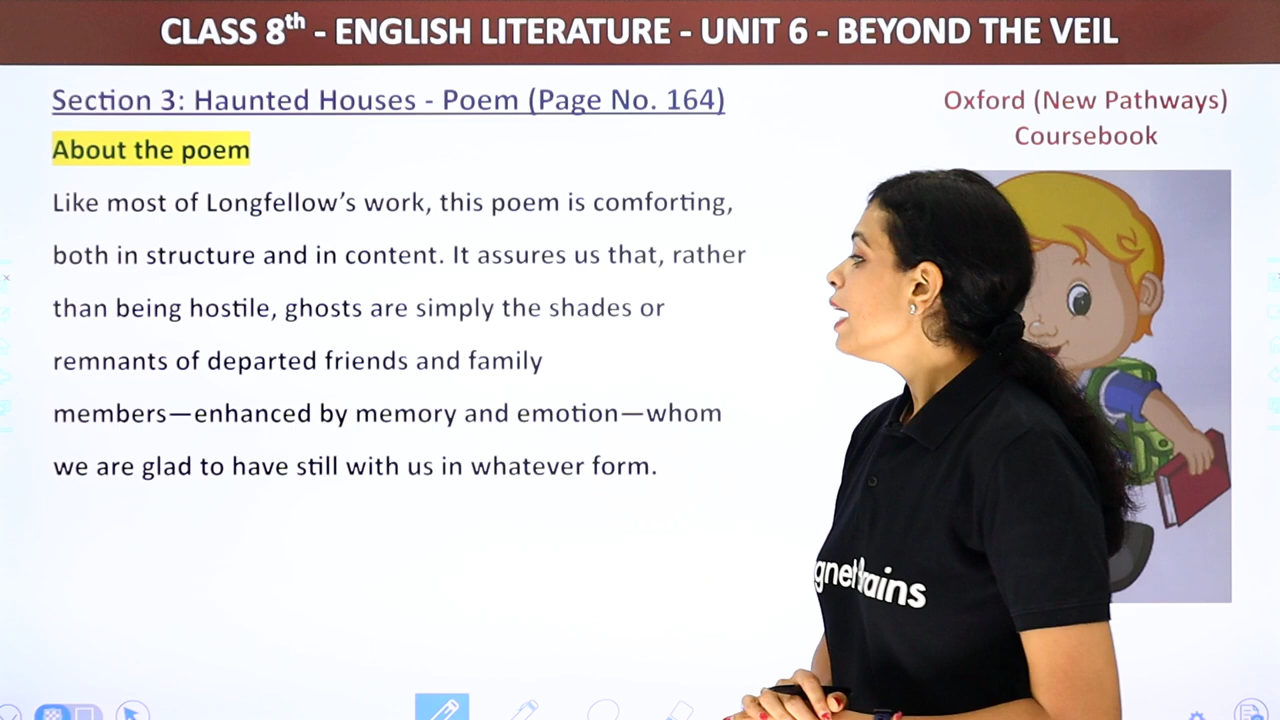 CLASS 8th - ENGLISH LITERATURE - UNIT 6 - BEYOND THE VEIL
Section 3: Haunted Houses - Poem (Page No. 164)
Oxford (New Pathways)
Coursebook
About the poem
Like most of Longfellow’s work, this poem is comforting,
both in structure and in content. It assures us that, rather
than being hostile, ghosts are simply the shades or
remnants of departed friends and family
members—enhanced by memory and emotion—whom
we are glad to have still with us in whatever form.
gnet Brains